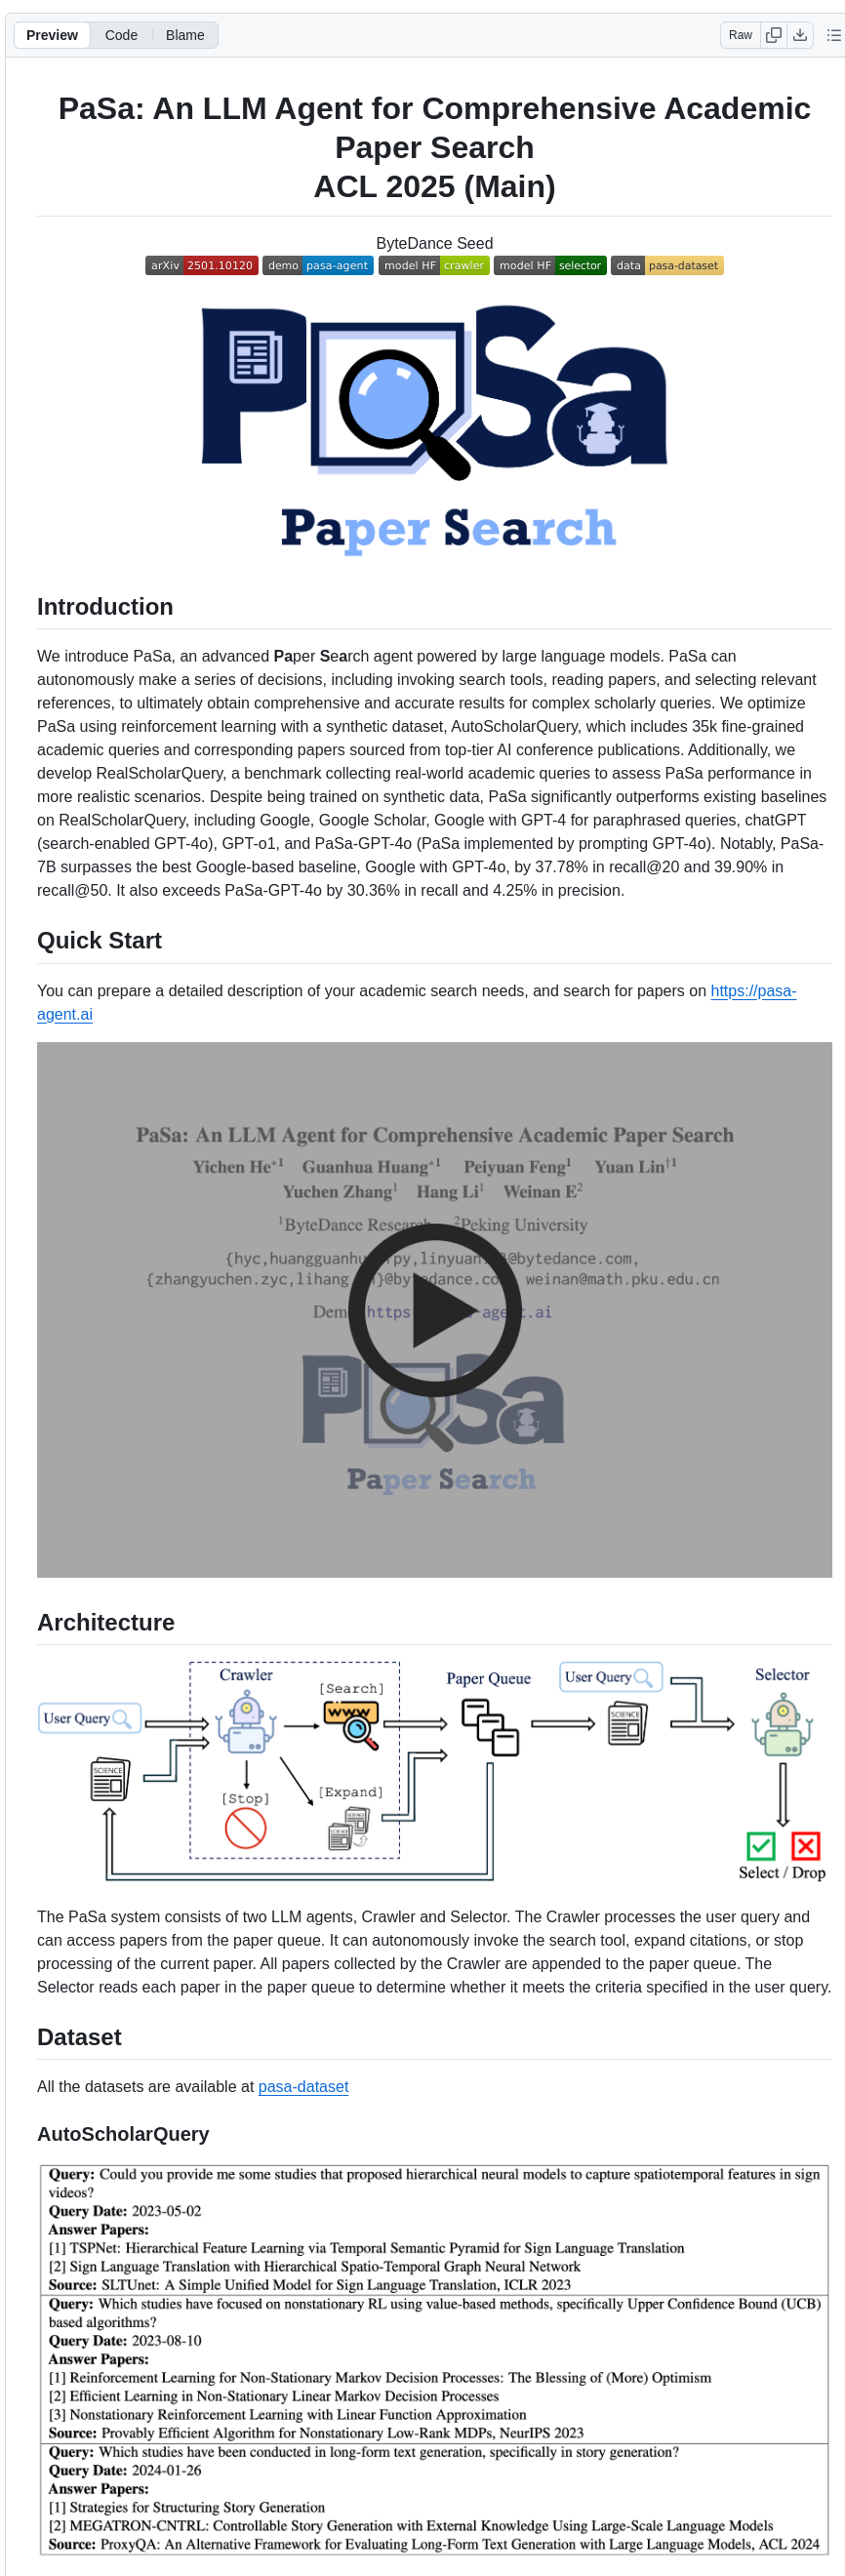 Preview Code Blame Raw
PaSa: An LLM Agent for Comprehensive Academic
Paper Search
ACL 2025 (Main)
ByteDance Seed
arXiv 2501.10120 demo pasa-agent model HF crawler model HF selector data pasa-dataset
PaSa
Paper Search
Introduction
We introduce PaSa, an advanced Paper Search agent powered by large language models. PaSa can
autonomously make a series of decisions, including invoking search tools, reading papers, and selecting relevant
references, to ultimately obtain comprehensive and accurate results for complex scholarly queries. We optimize
PaSa using reinforcement learning with a synthetic dataset, AutoScholarQuery, which includes 35k fine-grained
academic queries and corresponding papers sourced from top-tier AI conference publications. Additionally, we
develop RealScholarQuery, a benchmark collecting real-world academic queries to assess PaSa performance in
more realistic scenarios. Despite being trained on synthetic data, PaSa significantly outperforms existing baselines
on RealScholarQuery, including Google, Google Scholar, Google with GPT-4 for paraphrased queries, chatGPT
(search-enabled GPT-4o), GPT-o1, and PaSa-GPT-4o (PaSa implemented by prompting GPT-4o). Notably, PaSa-
7B surpasses the best Google-based baseline, Google with GPT-4o, by 37.78% in recall@20 and 39.90% in
recall@50. It also exceeds PaSa-GPT-4o by 30.36% in recall and 4.25% in precision.
Quick Start
You can prepare a detailed description of your academic search needs, and search for papers on https://pasa-
agent.ai
PaSa: An LLM Agent for Comprehensive Academic Paper Search
Yichen He*1 Guanhua Huang*1 Peiyuan Feng1 Yuan Lin†1
Yuchen Zhang1 Hang Li1 Weinan E2
1ByteDance Research 2Peking University
@bytedance.com,
weinan@math.pku.edu.cn
PaSa
Paper Search
Architecture
Crawler
[Search]
Paper Queue
User Query
Selector
User Query
WWW
SCIENCE
SCIENCE
[Stop]
[Expand]
Select / Drop
The PaSa system consists of two LLM agents, Crawler and Selector. The Crawler processes the user query and
can access papers from the paper queue. It can autonomously invoke the search tool, expand citations, or stop
processing of the current paper. All papers collected by the Crawler are appended to the paper queue. The
Selector reads each paper in the paper queue to determine whether it meets the criteria specified in the user query.
Dataset
All the datasets are available at pasa-dataset
AutoScholarQuery
Query: Could you provide me some studies that proposed hierarchical neural models to capture spatiotemporal features in sign
videos?
Query Date: 2023-05-02
Answer Papers:
[1] TSPNet: Hierarchical Feature Learning via Temporal Semantic Pyramid for Sign Language Translation
[2] Sign Language Translation with Hierarchical Spatio-Temporal Graph Neural Network
Source: SLTUnet: A Simple Unified Model for Sign Language Translation, ICLR 2023
Query: Which studies have focused on nonstationary RL using value-based methods, specifically Upper Confidence Bound (UCB)
based algorithms?
Query Date: 2023-08-10
Answer Papers:
[1] Reinforcement Learning for Non-Stationary Markov Decision Processes: The Blessing of (More) Optimism
[2] Efficient Learning in Non-Stationary Linear Markov Decision Processes
[3] Nonstationary Reinforcement Learning with Linear Function Approximation
Source: Provably Efficient Algorithm for Nonstationary Low-Rank MDPs, NeurIPS 2023
Query: Which studies have been conducted in long-form text generation, specifically in story generation?
Query Date: 2024-01-26
Answer Papers:
[1] Strategies for Structuring Story Generation
[2] MEGATRON-CNTRL: Controllable Story Generation with External Knowledge Using Large-Scale Language Models
Source: ProxyQA: An Alternative Framework for Evaluating Long-Form Text Generation with Large Language Models, ACL 2024